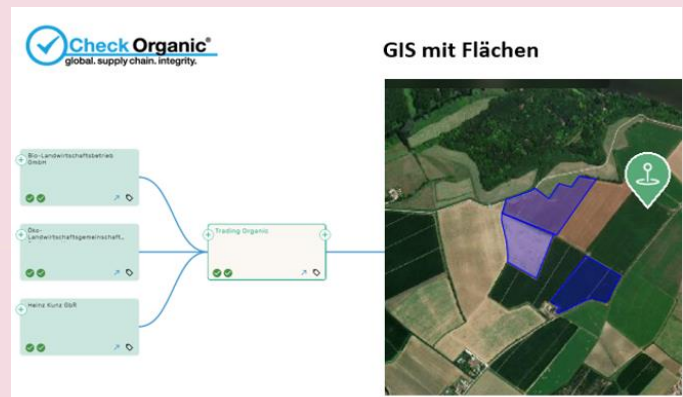 Check Organic®
global. supply chain. integrity.
GIS mit Flächen
Bio-Landwirtschaftsbetrieb
GmbH
Öko-
Landwirtschaftsgemeinschaft...
Trading Organic
Heinz Kunz GbR